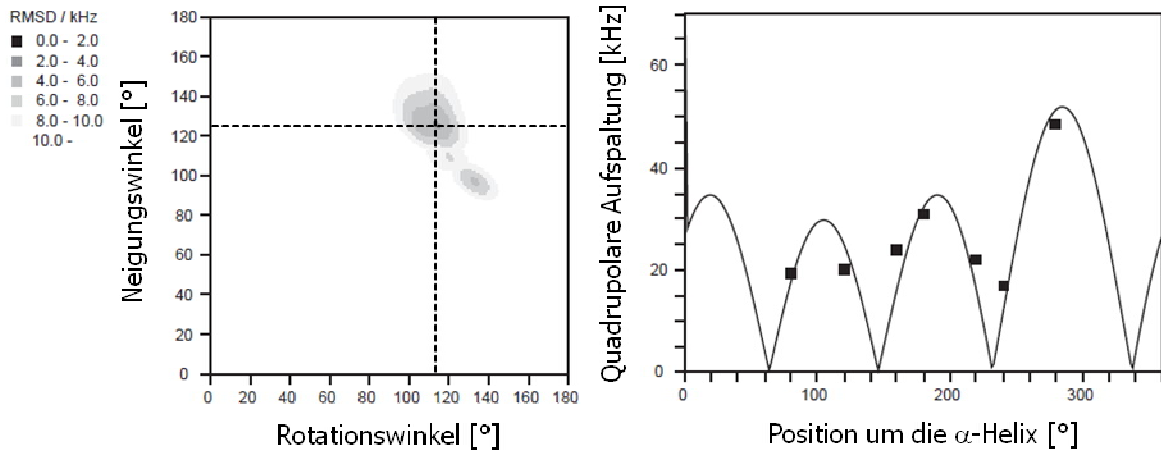 RMSD / kHz
0.0 - 2.0
2.0 - 4.0
4.0 - 6.0
6.0 - 8.0
8.0 - 10.0
10.0 -
Neigungswinkel [°]
180
160
140
120
100
80
60
40
20
0
0 20 40 60 80 100 120 140 160 180
Rotationswinkel [°]
Quadrupolare Aufspaltung [kHz]
60
40
20
0
0 100 200 300
Position um die α-Helix [°]